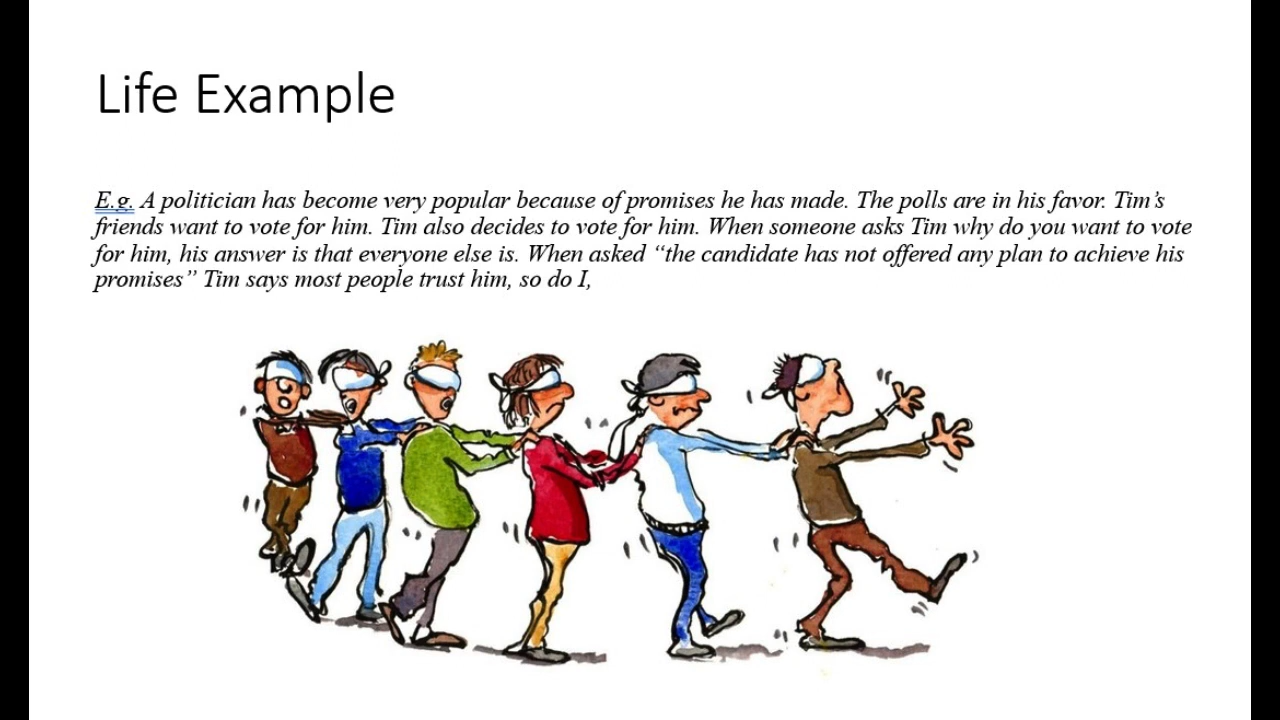 Life Example
E.g. A politician has become very popular because of promises he has made. The polls are in his favor. Tim’s
friends want to vote for him. Tim also decides to vote for him. When someone asks Tim why do you want to vote
for him, his answer is that everyone else is. When asked “the candidate has not offered any plan to achieve his
promises” Tim says most people trust him, so do I,